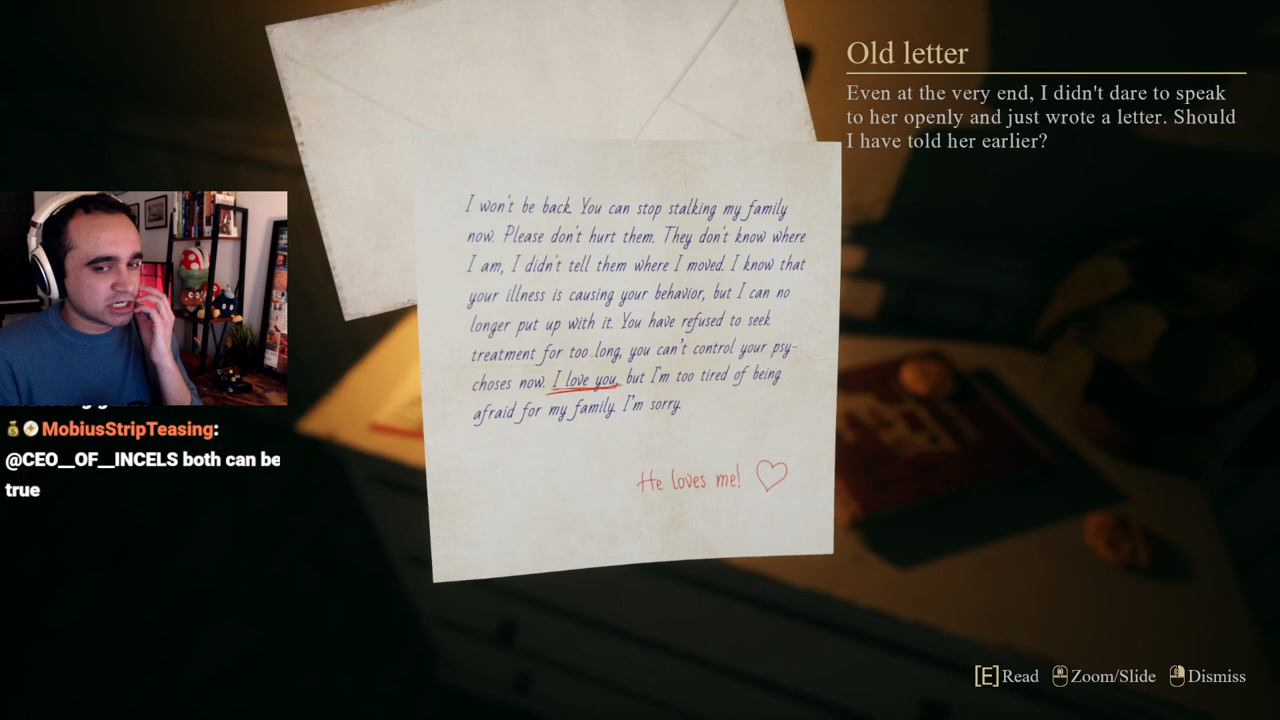 Old letter
Even at the very end, I didn't dare to speak
to her openly and just wrote a letter. Should
I have told her earlier?
I won't be back. You can stop stalking my family
now. Please don't hurt them. They don't know where
I am, I didn't tell them where I moved. I know that
your illness is causing your behavior, but I can no
longer put up with it. You have refused to seek
treatment for too long, you can't control your psy-
choses now. I love you, but I'm too tired of being
afraid for my family. I'm sorry.
He loves me!
MobiusStripTeasing:
@CEO__OF__INCELS both can be
true
[E]Read Zoom/Slide Dismiss